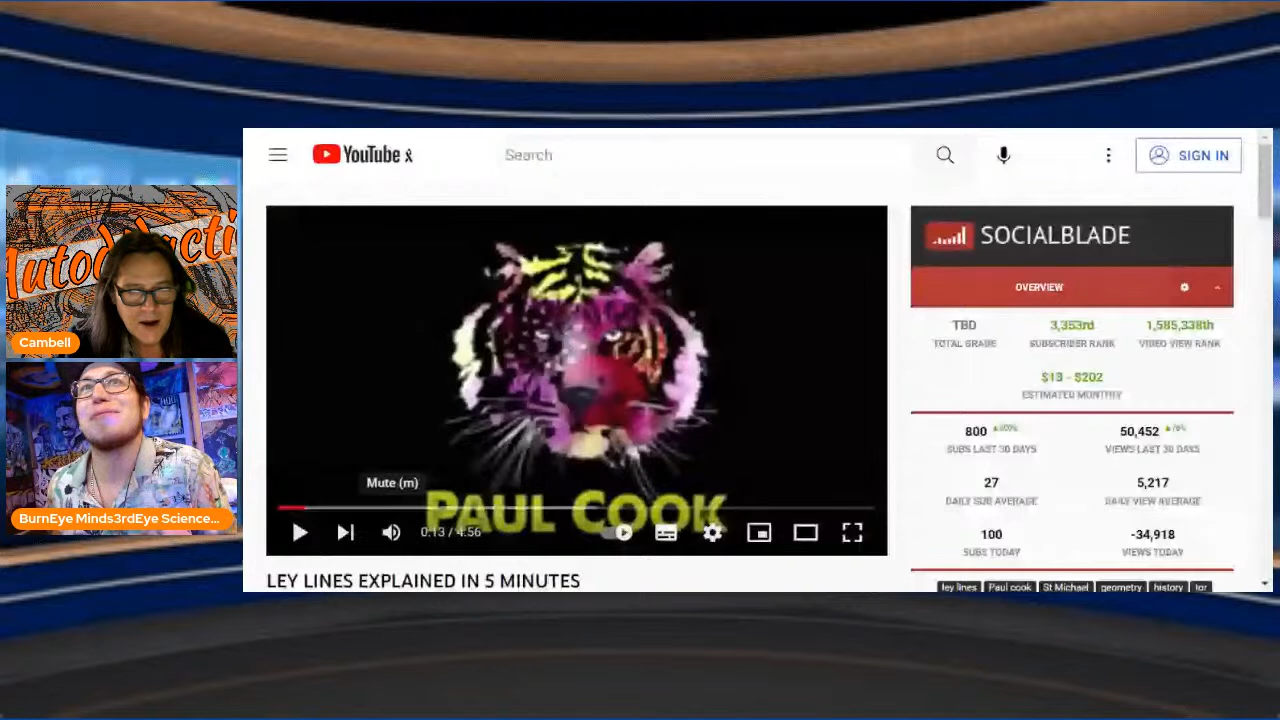 YouTube
Search
SIGN IN
Autodidactic
Cambell
BurnEye Minds3rdEye Science...
Mute (m)
PAUL COOK
0:13 / 4:56
LEY LINES EXPLAINED IN 5 MINUTES
SOCIALBLADE
OVERVIEW
TBD 3,353rd 1,585,338th
TOTAL GRADE SUBSCRIBER RANK VIDEO VIEW RANK
$13 - $202
ESTIMATED MONTHLY
800 50,452
SUBS LAST 30 DAYS VIEWS LAST 30 DAYS
27 5,217
DAILY SUB AVERAGE DAILY VIEW AVERAGE
100 -34,918
SUBS TODAY VIEWS TODAY
ley lines Paul cook St Michael geometry history